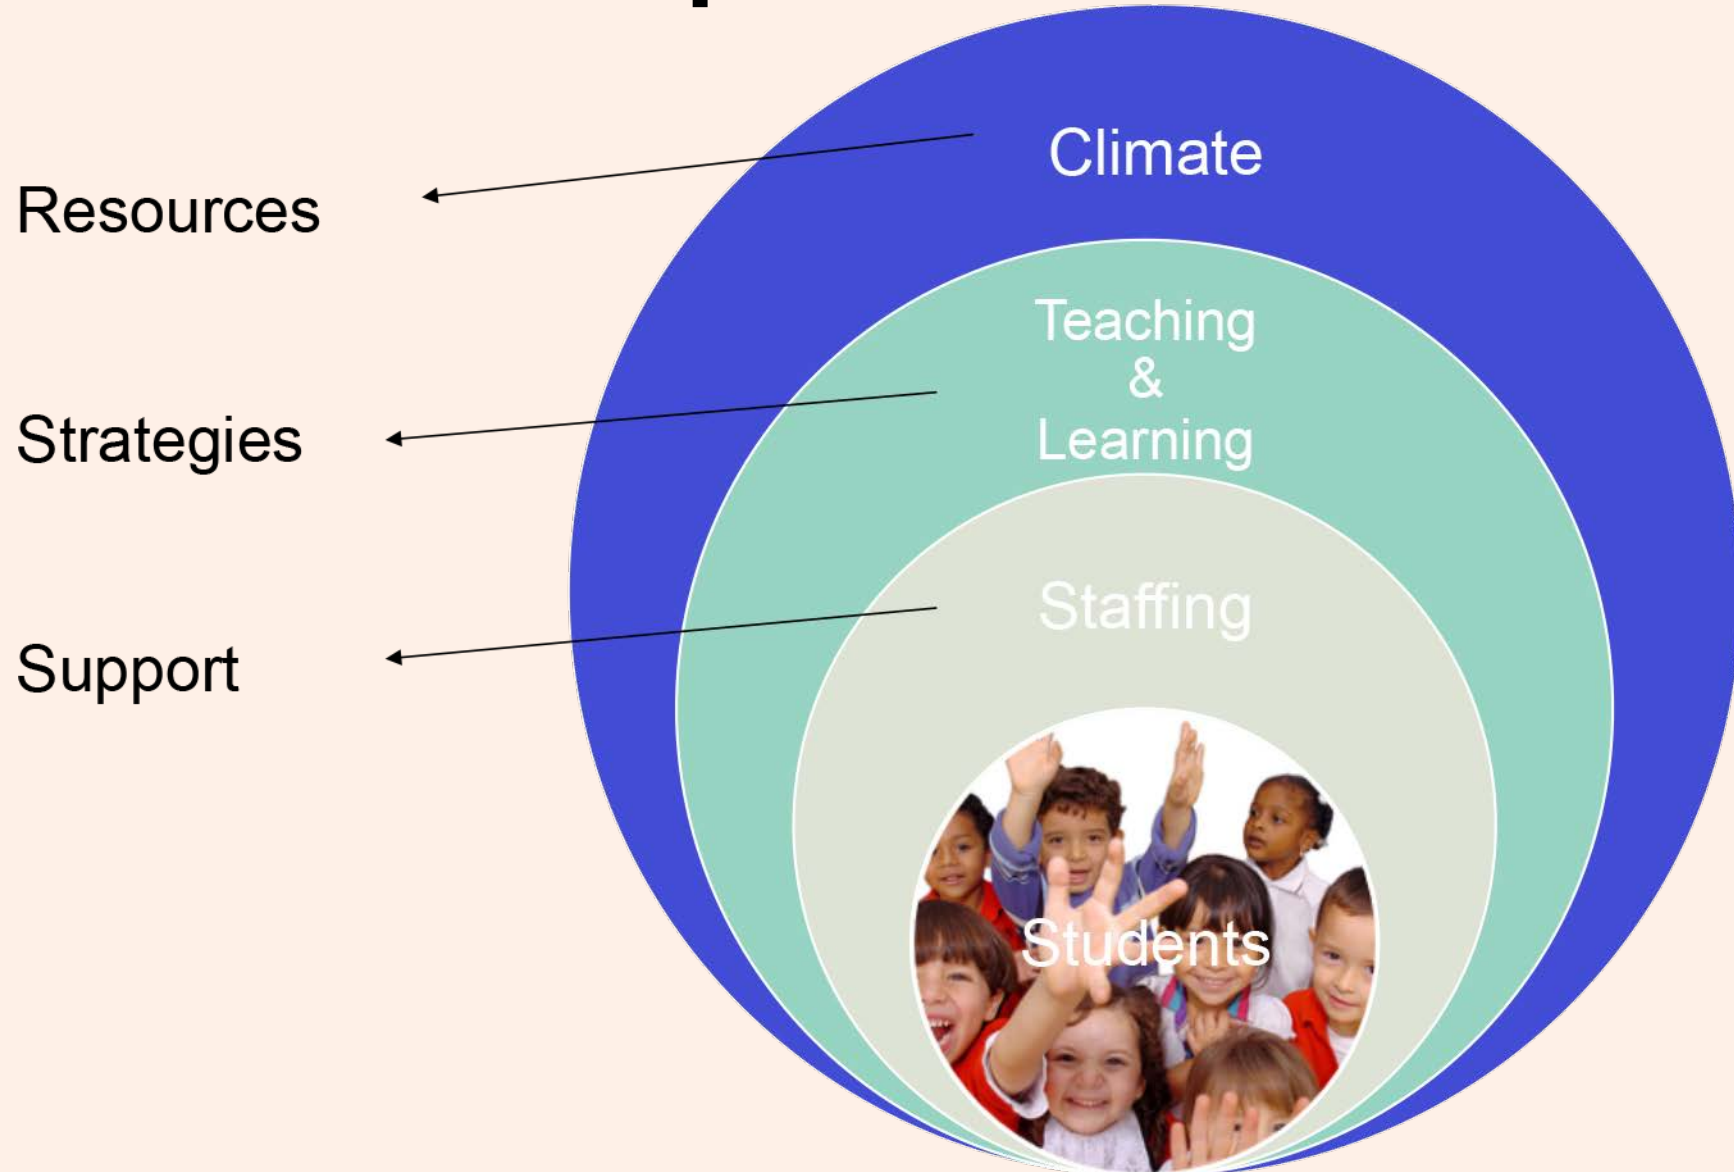 Climate
Resources
Teaching
&
Learning
Strategies
Staffing
Support
Students